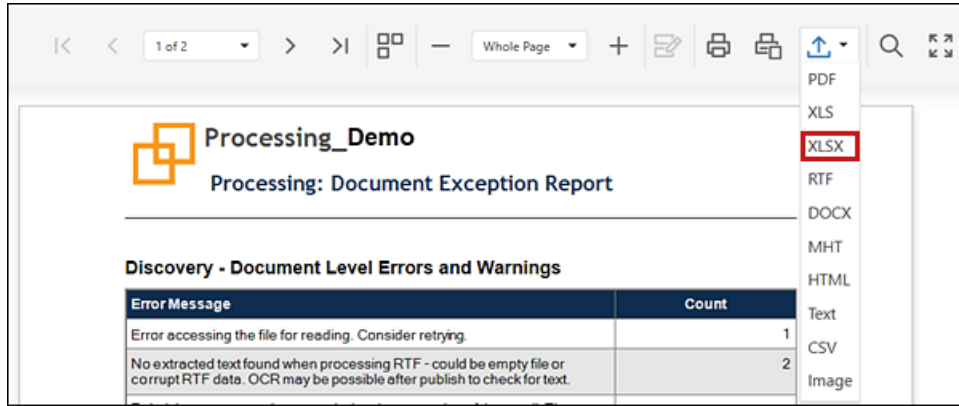 1 of 2
Whole Page
PDF
XLS
XLSX
RTF
DOCX
MHT
HTML
Text
CSV
Image
Processing_Demo
Processing: Document Exception Report
Discovery - Document Level Errors and Warnings
Error Message Count
Error accessing the file for reading. Consider retrying. 1
No extracted text found when processing RTF - could be empty file or 2
corrupt RTF data. OCR may be possible after publish to check for text.